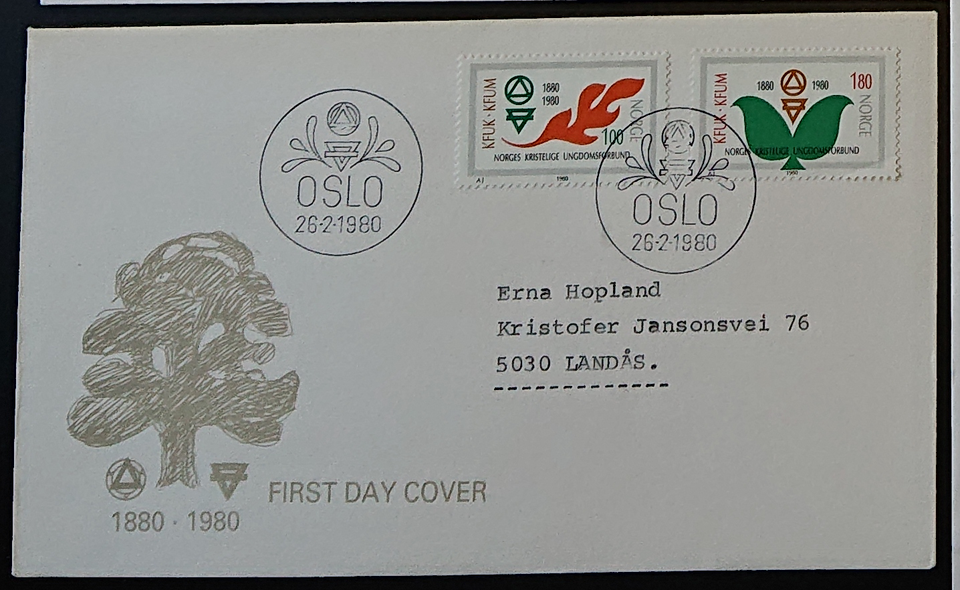 KFUK·KFUM
1880
1980
100
NORGE
NORGES KRISTELIGE UNGDOMSFORBUND
AJ
1980
KFUK·KFUM
1880 1980
180
NORGE
NORGES KRISTELIGE UNGDOMSFORBUND
1980
OSLO
26-2-1980
OSLO
26-2-1980
Erna Hopland
Kristofer Jansonsvei 76
5030 LANDÅS.
FIRST DAY COVER
1880 · 1980